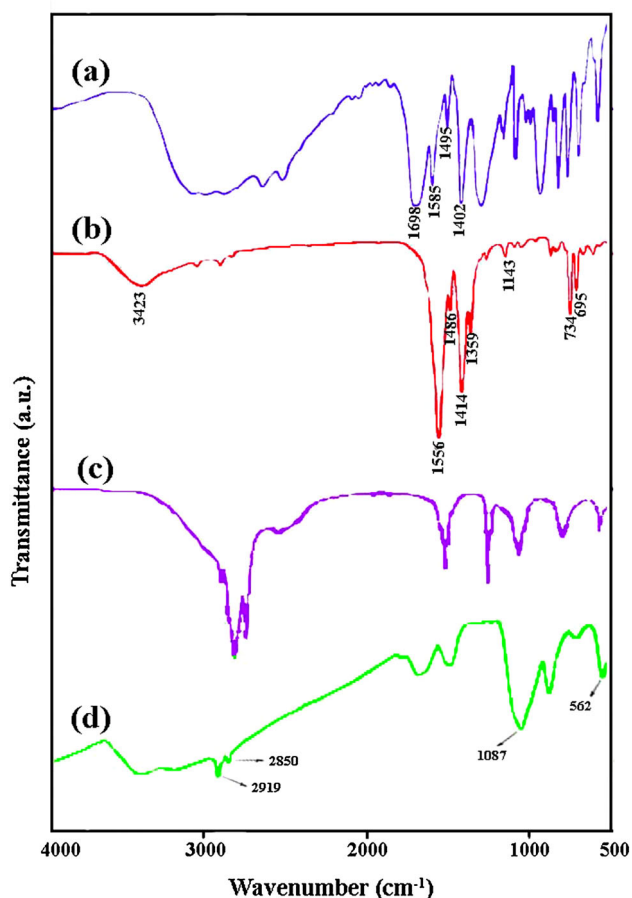 (a)
1698
1585
1495
1402
(b)
3423
1556
1486
1414
1359
1143
734
695
(c)
(d)
2919
2850
1087
562
Transmittance (a.u.)
4000 3000 2000 1000 500
Wavenumber (cm⁻¹)